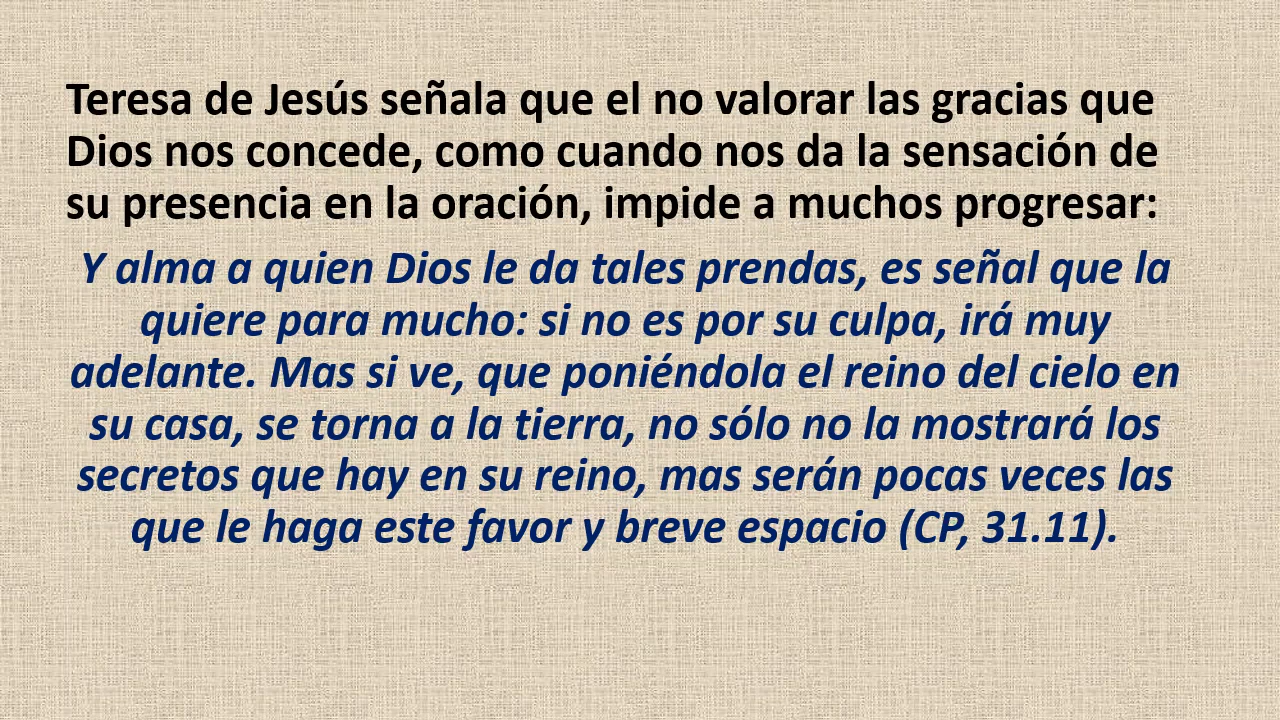 Teresa de Jesús señala que el no valorar las gracias que
Dios nos concede, como cuando nos da la sensación de
su presencia en la oración, impide a muchos progresar:
Y alma a quien Dios le da tales prendas, es señal que la
quiere para mucho: si no es por su culpa, irá muy
adelante. Mas si ve, que poniéndola el reino del cielo en
su casa, se torna a la tierra, no sólo no la mostrará los
secretos que hay en su reino, mas serán pocas veces las
que le haga este favor y breve espacio (CP, 31.11).